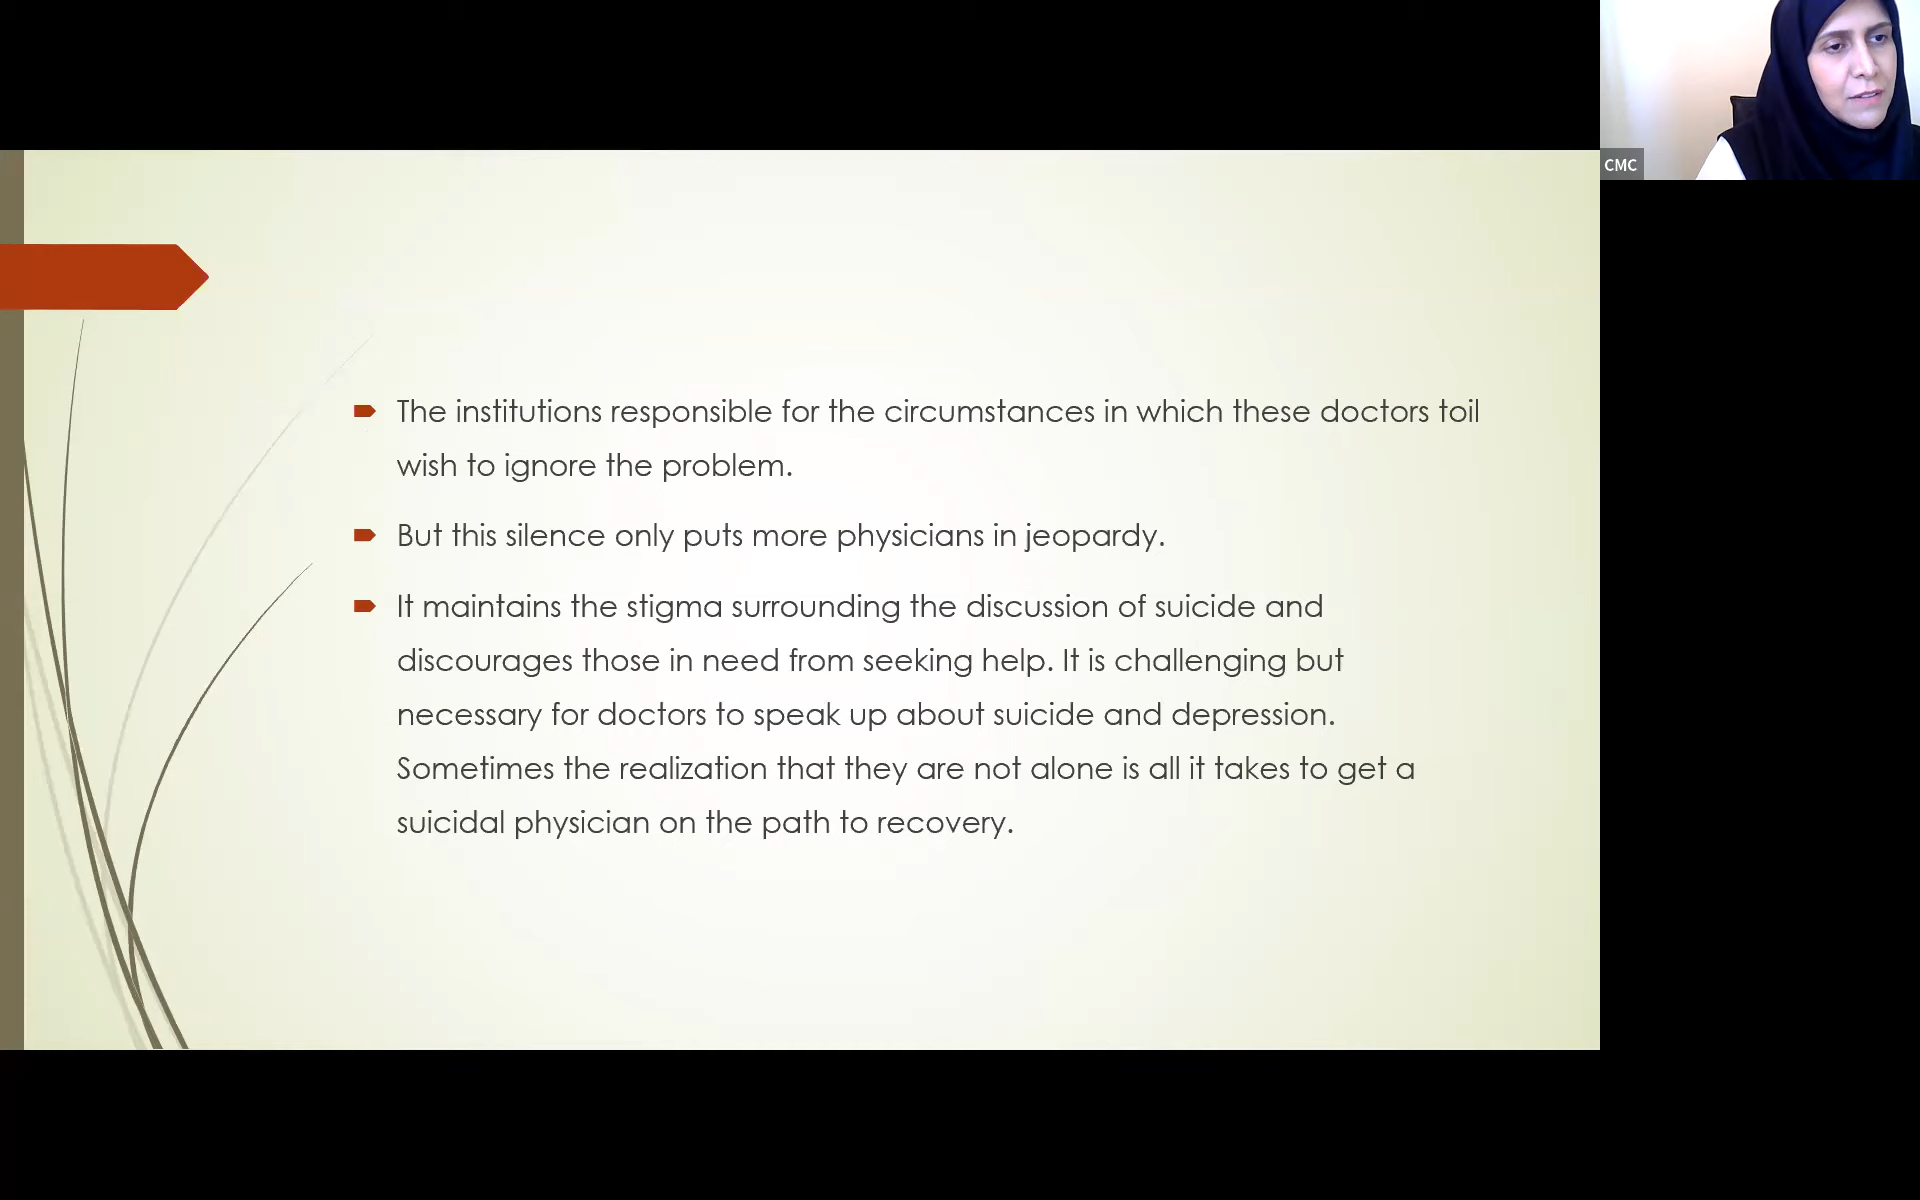 CMC
The institutions responsible for the circumstances in which these doctors toil
wish to ignore the problem.
But this silence only puts more physicians in jeopardy.
It maintains the stigma surrounding the discussion of suicide and
discourages those in need from seeking help. It is challenging but
necessary for doctors to speak up about suicide and depression.
Sometimes the realization that they are not alone is all it takes to get a
suicidal physician on the path to recovery.